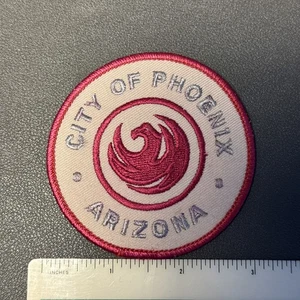 CITY OF PHOENIX
ARIZONA
INCHES 1 2 3